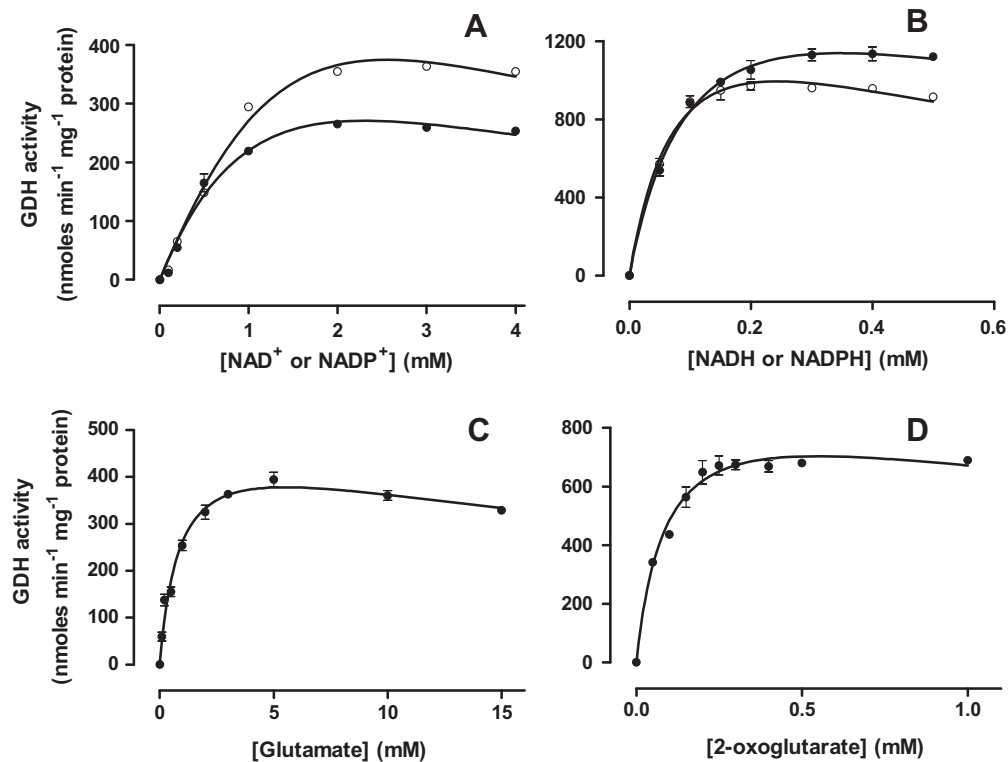 A
GDH activity
(nmoles min⁻¹ mg⁻¹ protein)
400
300
200
100
0
0 1 2 3 4
[NAD⁺ or NADP⁺] (mM)
B
1200
800
400
0
0.0 0.2 0.4 0.6
[NADH or NADPH] (mM)
C
GDH activity
(nmoles min⁻¹ mg⁻¹ protein)
500
400
300
200
100
0
0 5 10 15
[Glutamate] (mM)
D
800
600
400
200
0
0.0 0.5 1.0
[2-oxoglutarate] (mM)